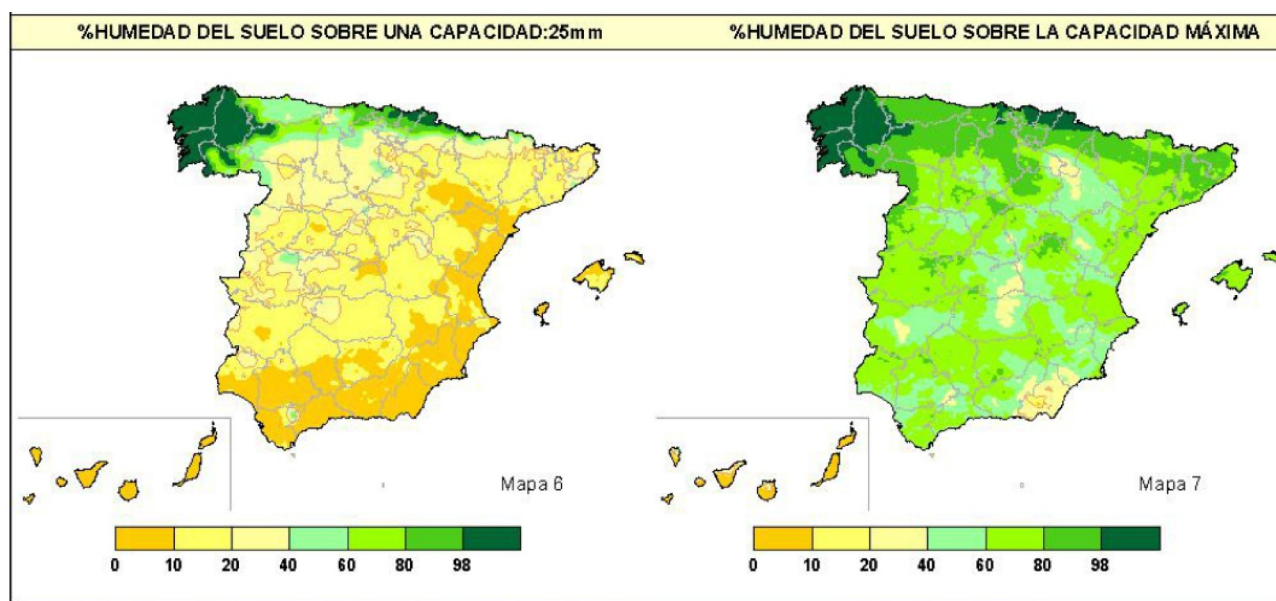 %HUMEDAD DEL SUELO SOBRE UNA CAPACIDAD:25mm
%HUMEDAD DEL SUELO SOBRE LA CAPACIDAD MÁXIMA
Mapa 6
Mapa 7
0 10 20 40 60 80 98
0 10 20 40 60 80 98